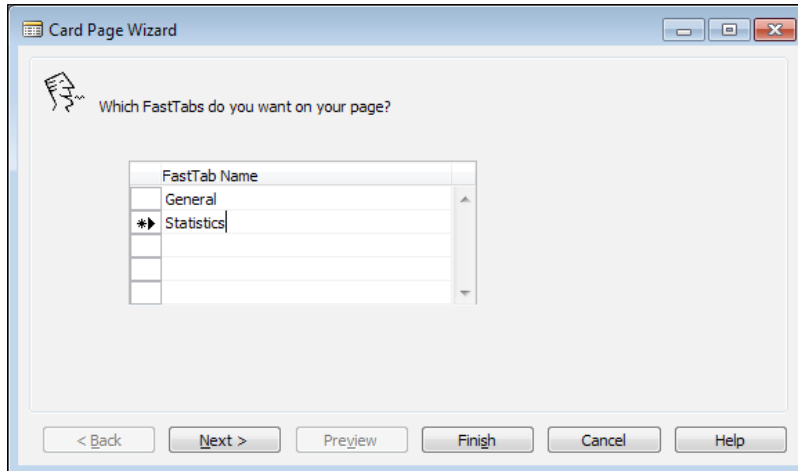 Card Page Wizard
Which FastTabs do you want on your page?
FastTab Name
General
Statistics
< Back Next > Preview Finish Cancel Help